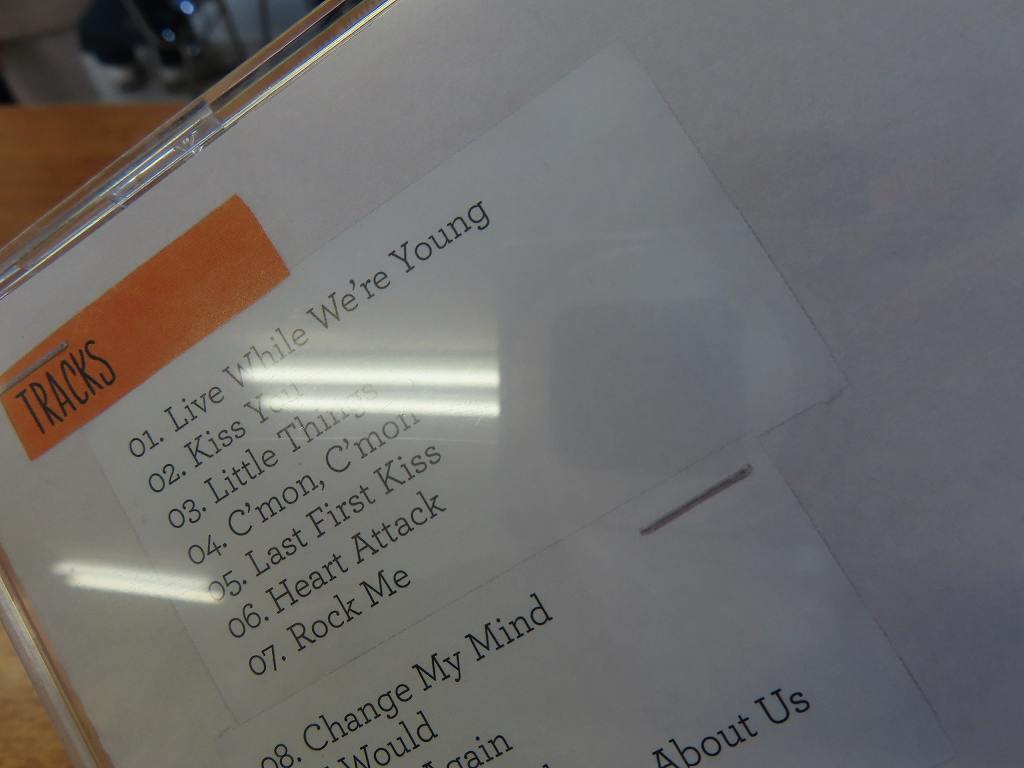 TRACKS
01. Live While We're Young
02. Kiss You
03. Little Things
04. C'mon, C'mon
05. Last First Kiss
06. Heart Attack
07. Rock Me
08. Change My Mind
Would
Again
About Us